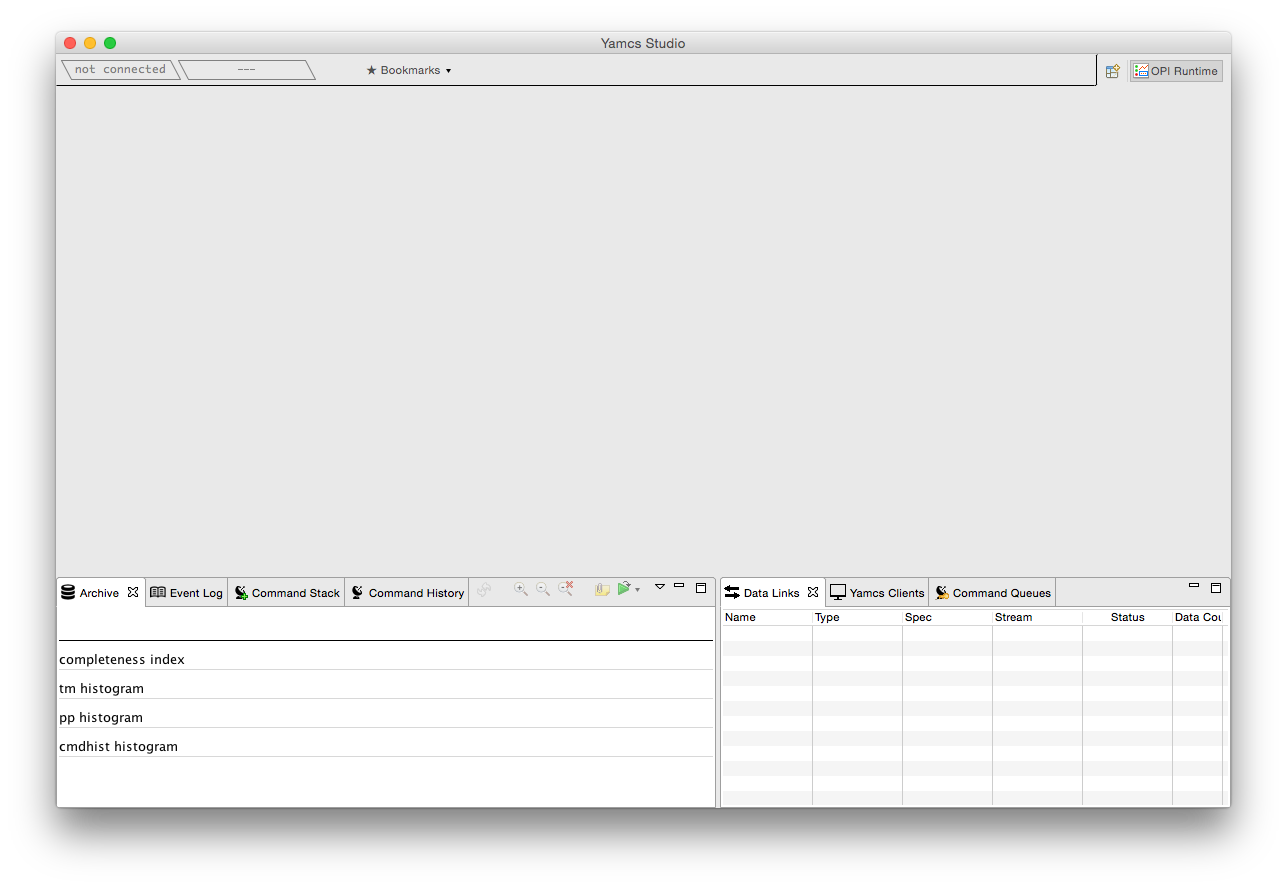 Yamcs Studio
not connected --- ★ Bookmarks ▾ OPI Runtime
Archive Event Log Command Stack Command History Data Links Yamcs Clients Command Queues
Name Type Spec Stream Status Data Cou
completeness index
tm histogram
pp histogram
cmdhist histogram